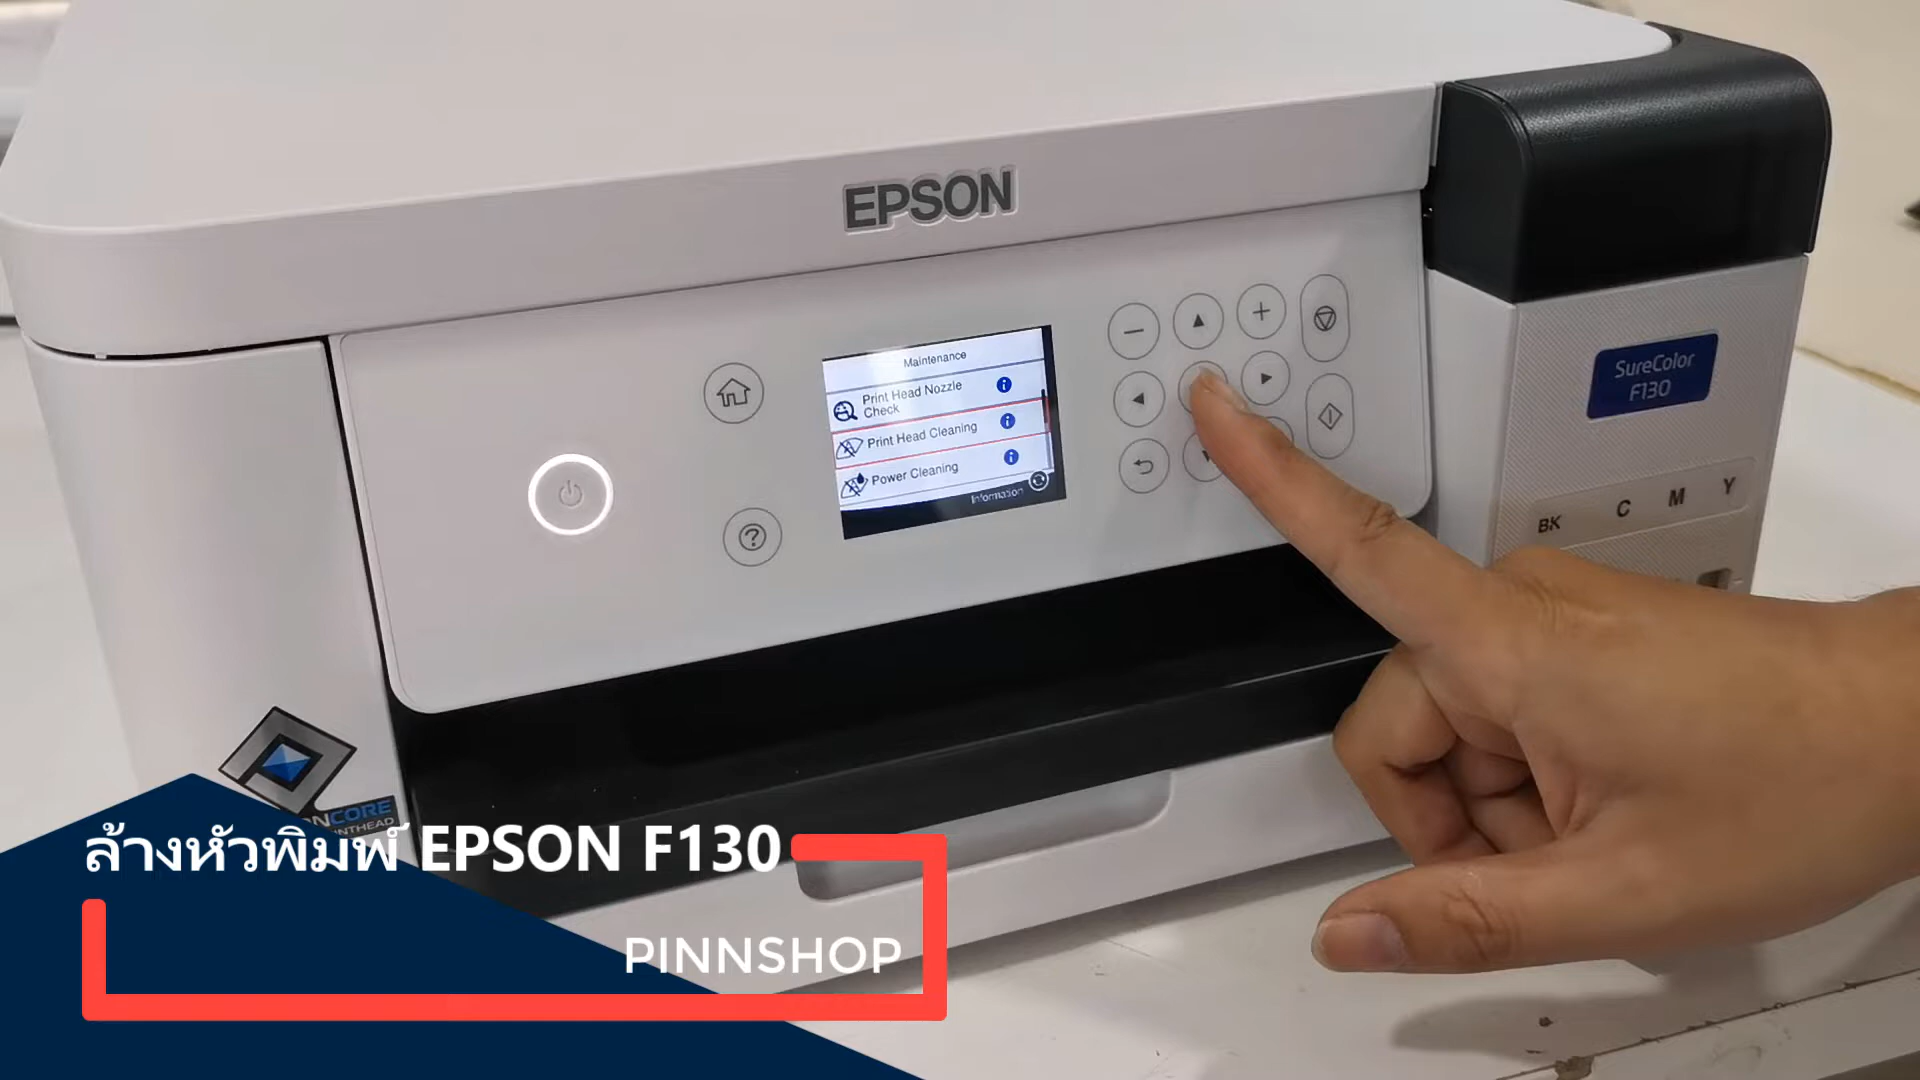 EPSON
SureColor
F130
Maintenance
Print Head Nozzle
Check
Print Head Cleaning
Power Cleaning
Information
BK C M Y
CORE
ล้างหัวพิมพ์ EPSON F130
PINNSHOP